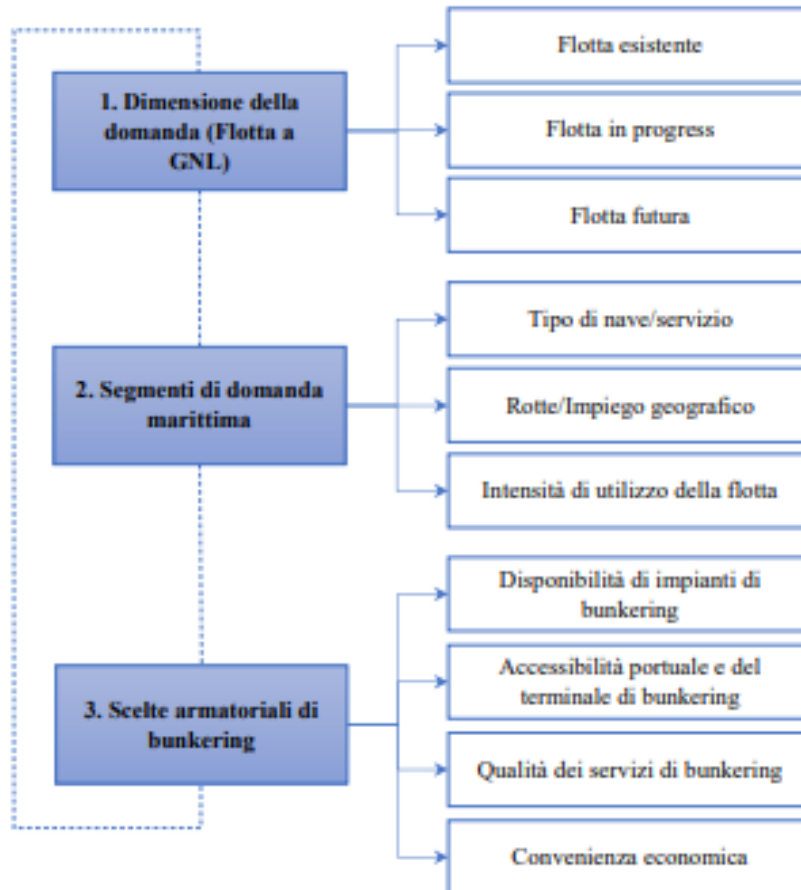 1. Dimensione della
domanda (Flotta a
GNL)
Flotta esistente
Flotta in progress
Flotta futura
2. Segmenti di domanda
marittima
Tipo di nave/servizio
Rotte/Impiego geografico
Intensità di utilizzo della flotta
3. Scelte armatoriali di
bunkering
Disponibilità di impianti di
bunkering
Accessibilità portuale e del
terminale di bunkering
Qualità dei servizi di bunkering
Convenienza economica